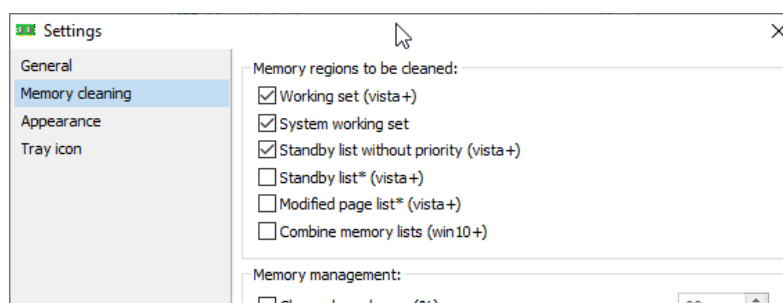 Settings
General
Memory cleaning
Appearance
Tray icon
Memory regions to be cleaned:
Working set (vista+)
System working set
Standby list without priority (vista+)
Standby list* (vista+)
Modified page list* (vista+)
Combine memory lists (win10+)
Memory management: